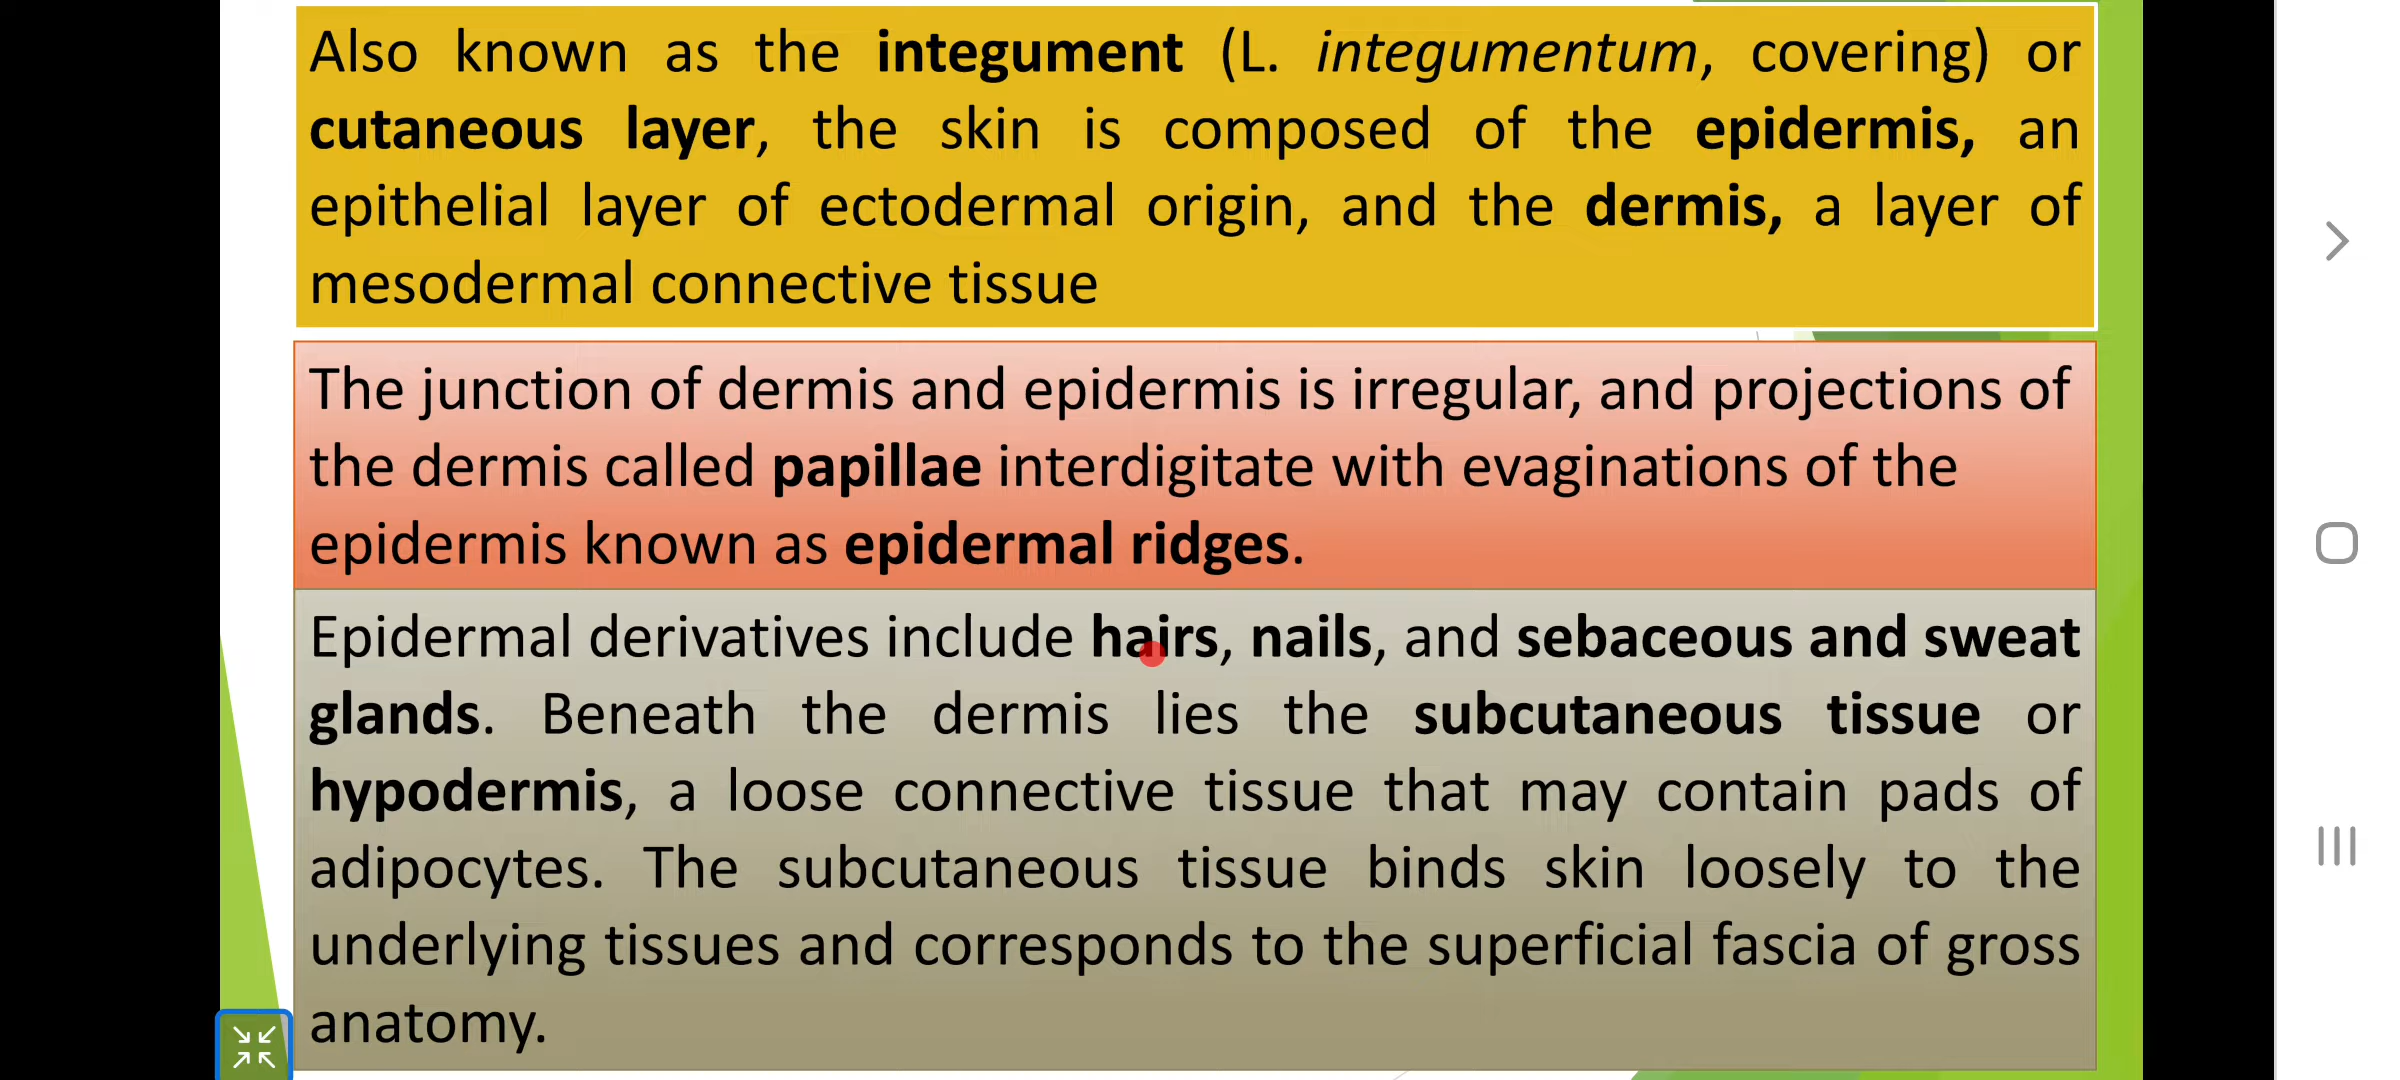 Also known as the integument (L. integumentum, covering) or
cutaneous layer, the skin is composed of the epidermis, an
epithelial layer of ectodermal origin, and the dermis, a layer of
mesodermal connective tissue
The junction of dermis and epidermis is irregular, and projections of
the dermis called papillae interdigitate with evaginations of the
epidermis known as epidermal ridges.
Epidermal derivatives include hairs, nails, and sebaceous and sweat
glands. Beneath the dermis lies the subcutaneous tissue or
hypodermis, a loose connective tissue that may contain pads of
adipocytes. The subcutaneous tissue binds skin loosely to the
underlying tissues and corresponds to the superficial fascia of gross
anatomy.